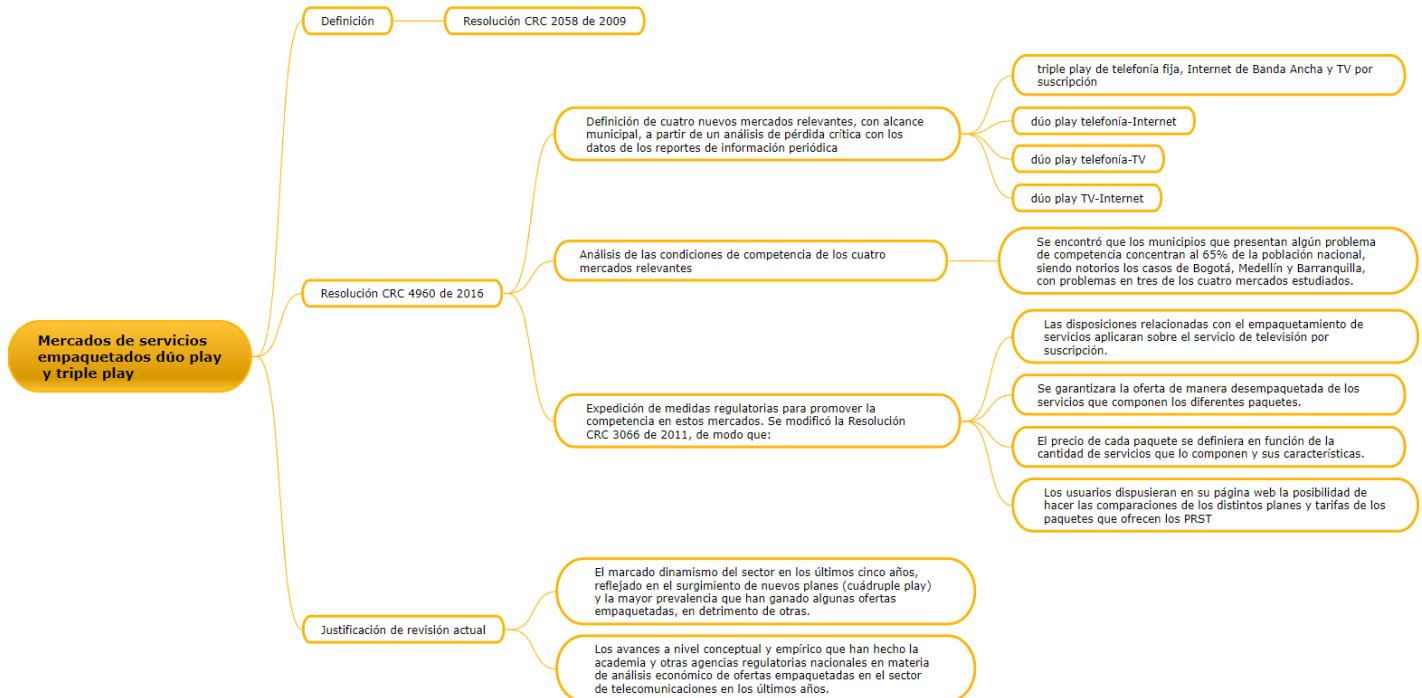 Mercados de servicios
empaquetados dúo play
y triple play
Definición
Resolución CRC 2058 de 2009
Resolución CRC 4960 de 2016
Definición de cuatro nuevos mercados relevantes, con alcance
municipal, a partir de un análisis de pérdida crítica con los
datos de los reportes de información periódica
triple play de telefonía fija, Internet de Banda Ancha y TV por
suscripción
dúo play telefonía-Internet
dúo play telefonía-TV
dúo play TV-Internet
Análisis de las condiciones de competencia de los cuatro
mercados relevantes
Se encontró que los municipios que presentan algún problema
de competencia concentran al 65% de la población nacional,
siendo notorios los casos de Bogotá, Medellín y Barranquilla,
con problemas en tres de los cuatro mercados estudiados.
Expedición de medidas regulatorias para promover la
competencia en estos mercados. Se modificó la Resolución
CRC 3066 de 2011, de modo que:
Las disposiciones relacionadas con el empaquetamiento de
servicios aplicaran sobre el servicio de televisión por
suscripción.
Se garantizara la oferta de manera desempaquetada de los
servicios que componen los diferentes paquetes.
El precio de cada paquete se definiera en función de la
cantidad de servicios que lo componen y sus características.
Los usuarios dispusieran en su página web la posibilidad de
hacer las comparaciones de los distintos planes y tarifas de los
paquetes que ofrecen los PRST
Justificación de revisión actual
El marcado dinamismo del sector en los últimos cinco años,
reflejado en el surgimiento de nuevos planes (cuádruple play)
y la mayor prevalencia que han ganado algunas ofertas
empaquetadas, en detrimento de otras.
Los avances a nivel conceptual y empírico que han hecho la
academia y otras agencias regulatorias nacionales en materia
de análisis económico de ofertas empaquetadas en el sector
de telecomunicaciones en los últimos años.